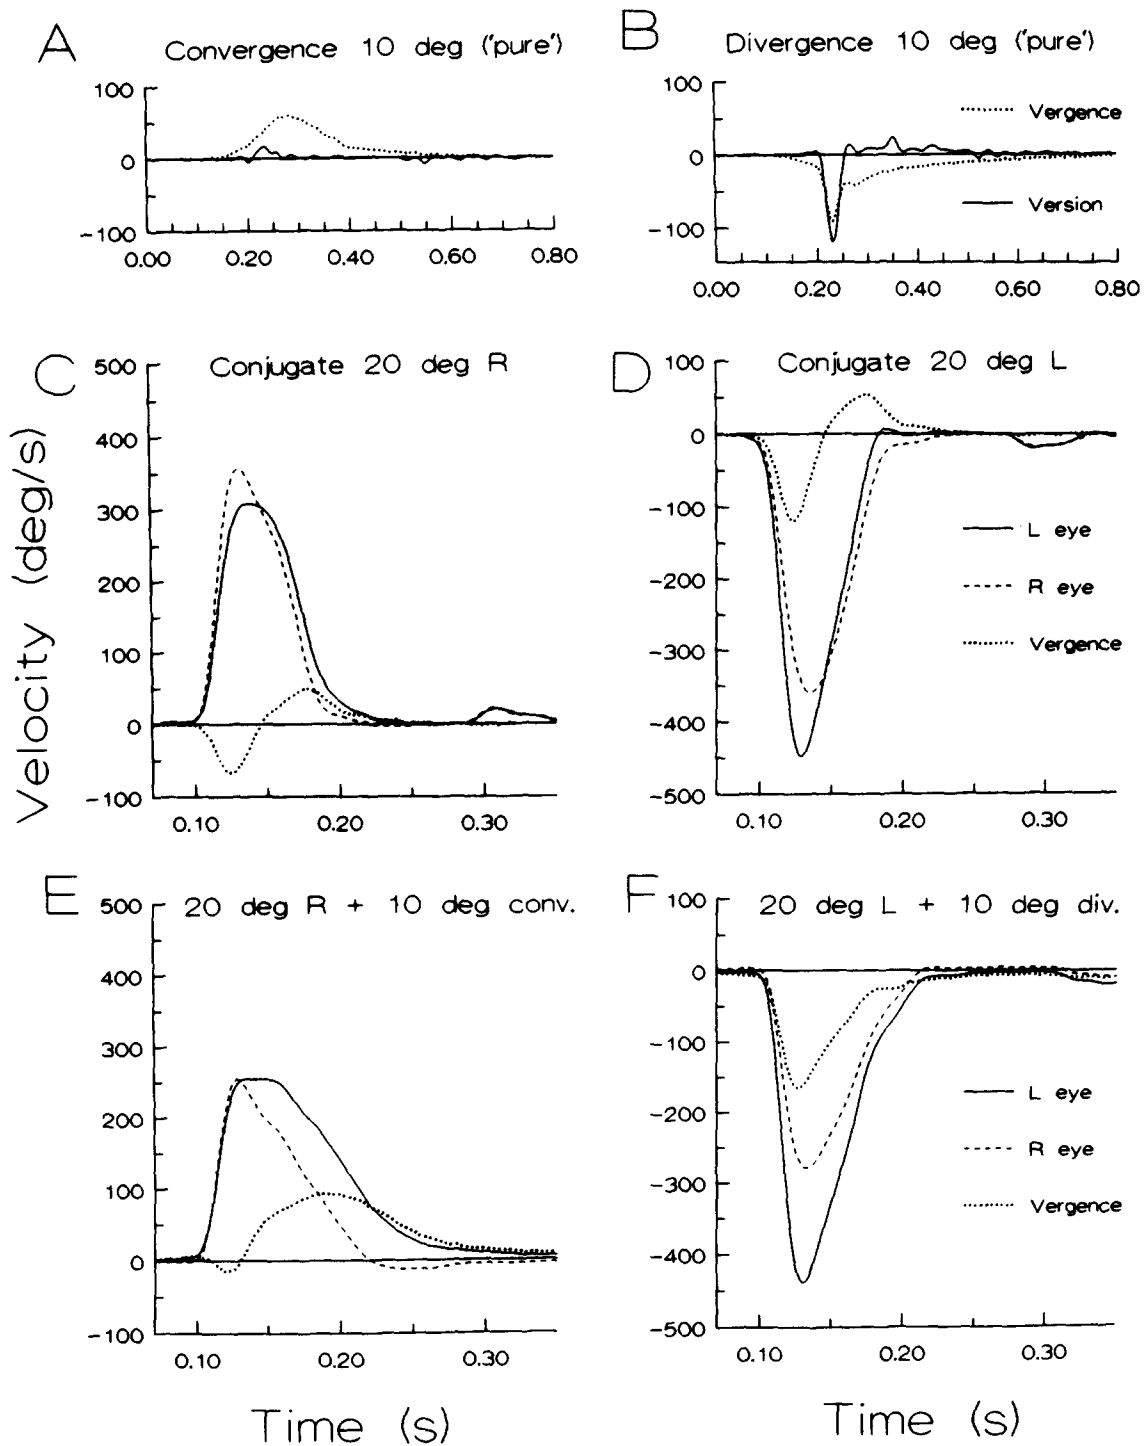 A Convergence 10 deg ('pure')
100
0
-100
0.00 0.20 0.40 0.60 0.80
B Divergence 10 deg ('pure')
100
Vergence
0
Version
-100
0.00 0.20 0.40 0.60 0.80
Velocity (deg/s)
C Conjugate 20 deg R
500
400
300
200
100
0
-100
0.10 0.20 0.30
D Conjugate 20 deg L
100
0
-100
L eye
-200
R eye
-300
Vergence
-400
-500
0.10 0.20 0.30
E 20 deg R + 10 deg conv.
500
400
300
200
100
0
-100
0.10 0.20 0.30
Time (s)
F 20 deg L + 10 deg div.
100
0
-100
L eye
-200
R eye
-300
Vergence
-400
-500
0.10 0.20 0.30
Time (s)